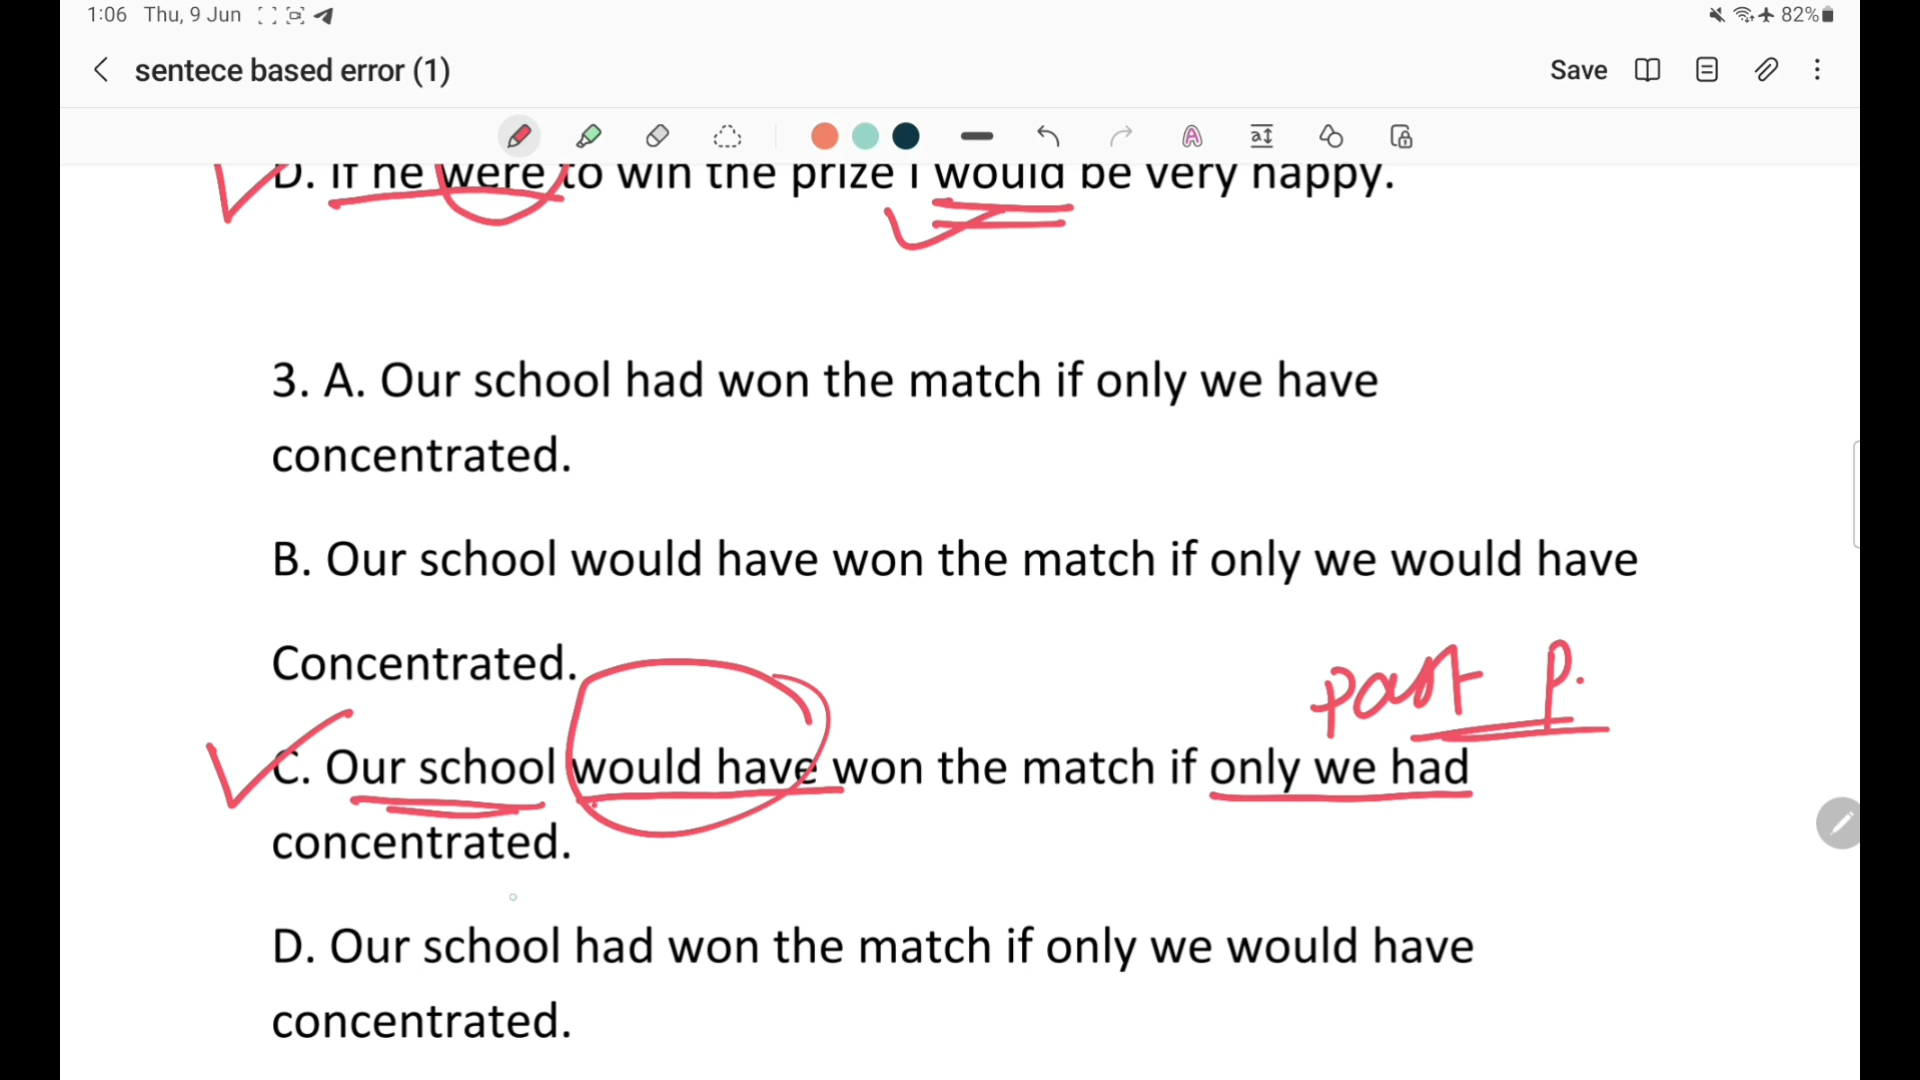 1:06 Thu, 9 Jun 82%
sentece based error (1) Save
D. If he were to win the prize I would be very happy.
3. A. Our school had won the match if only we have
concentrated.
B. Our school would have won the match if only we would have
Concentrated.
past p.
C. Our school would have won the match if only we had
concentrated.
D. Our school had won the match if only we would have
concentrated.